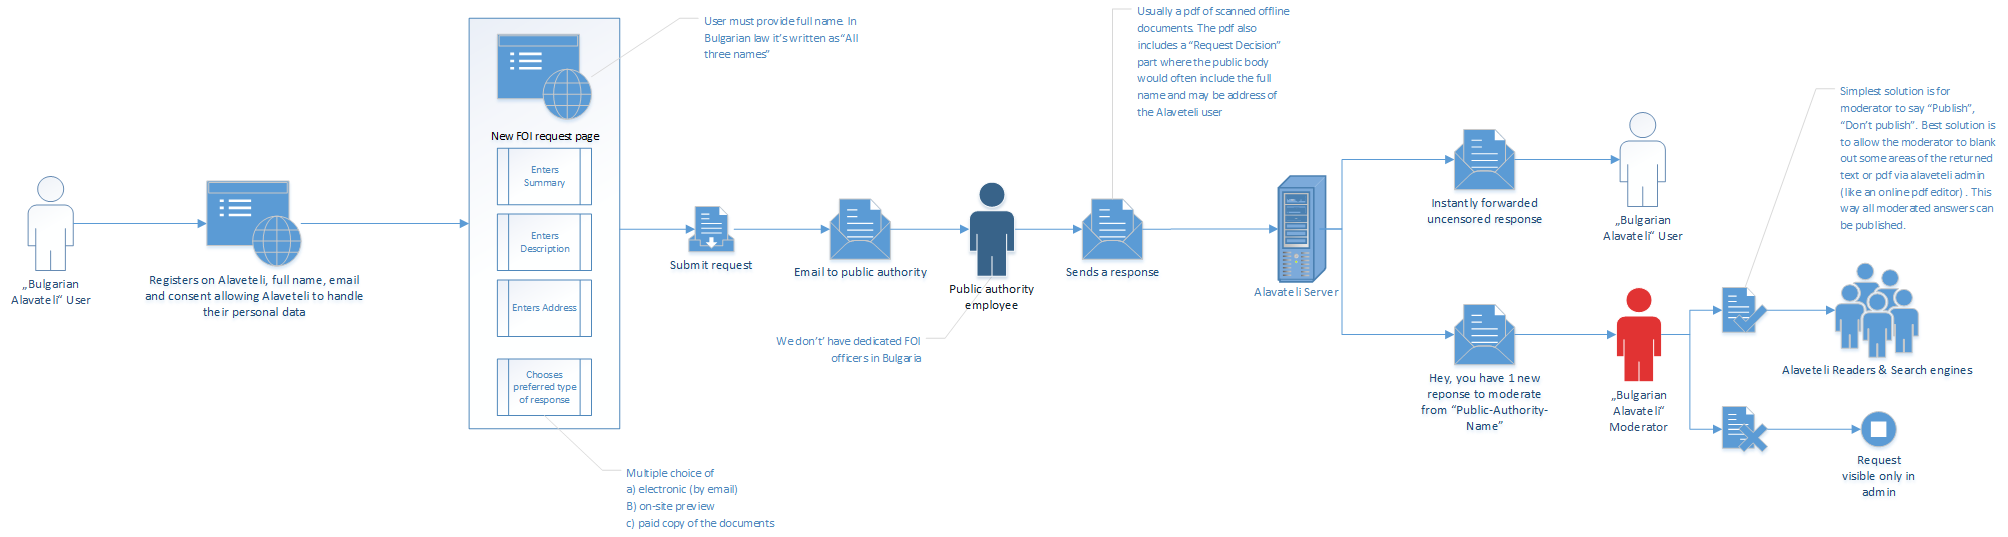 „Bulgarian
Alavateli“ User
Registers on Alaveteli, full name, email
and consent allowing Alaveteli to handle
their personal data
User must provide full name. In
Bulgarian law it’s written as “All
three names”
New FOI request page
Enters
Summary
Enters
Description
Enters Address
Chooses
preferred type
of response
Multiple choice of
a) electronic (by email)
B) on-site preview
c) paid copy of the documents
Submit request
Email to public authority
Public authority
employee
We don’t’ have dedicated FOI
officers in Bulgaria
Usually a pdf of scanned offline
documents. The pdf also
includes a “Request Decision”
part where the public body
would often include the full
name and may be address of
the Alaveteli user
Sends a response
Alavateli Server
Instantly forwarded
uncensored response
„Bulgarian
Alavateli“ User
Hey, you have 1 new
reponse to moderate
from “Public-Authority-
Name”
„Bulgarian
Alavateli“
Moderator
Simplest solution is for
moderator to say “Publish”,
“Don’t publish”. Best solution is
to allow the moderator to blank
out some areas of the returned
text or pdf via alaveteli admin
(like an online pdf editor) . This
way all moderated answers can
be published.
Alaveteli Readers & Search engines
Request
visible only in
admin